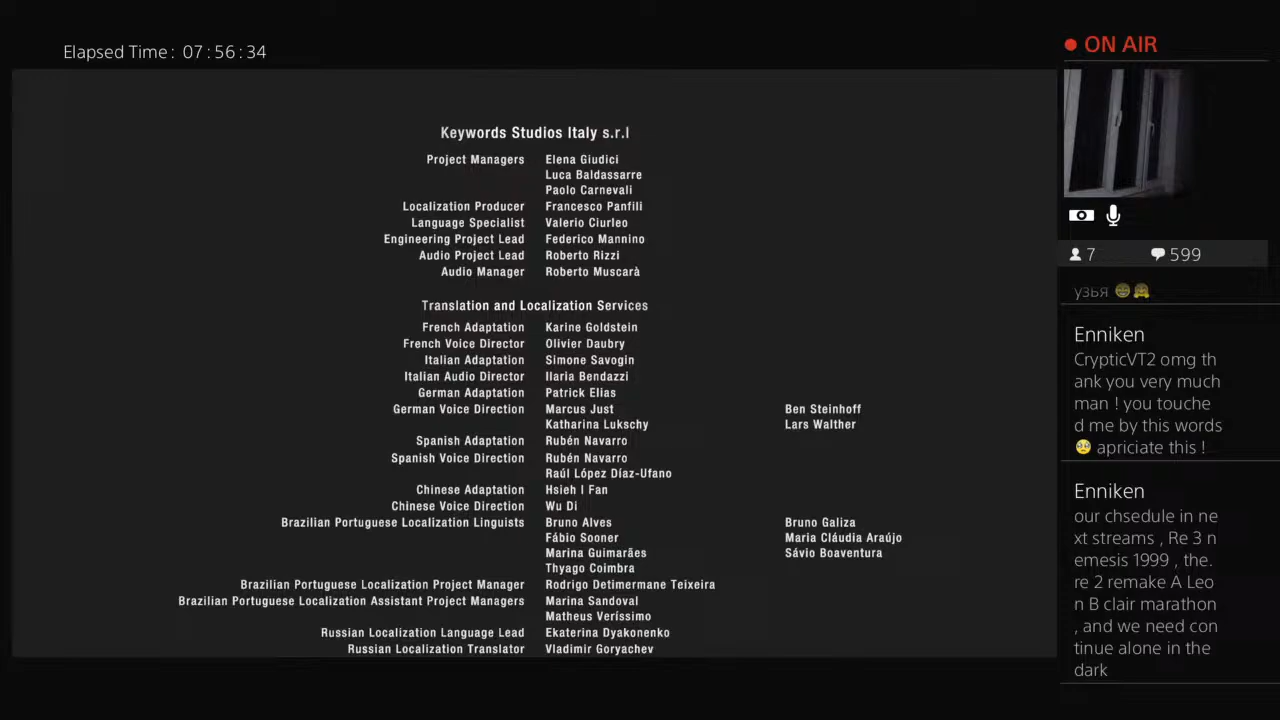 Elapsed Time: 07:56:34
ON AIR
Keywords Studios Italy s.r.l
Project Managers Elena Giudici
Luca Baldassarre
Paolo Carnevali
Localization Producer Francesco Panfili
Language Specialist Valerio Ciurleo
Engineering Project Lead Federico Mannino
Audio Project Lead Roberto Rizzi
Audio Manager Roberto Muscarà
Translation and Localization Services
French Adaptation Karine Goldstein
French Voice Director Olivier Daubry
Italian Adaptation Simone Savogin
Italian Audio Director Ilaria Bendazzi
German Adaptation Patrick Elias
German Voice Direction Marcus Just Ben Steinhoff
Katharina Lukschy Lars Walther
Spanish Adaptation Rubén Navarro
Spanish Voice Direction Rubén Navarro
Raúl López Díaz-Ufano
Chinese Adaptation Hsieh I Fan
Chinese Voice Direction Wu Di
Brazilian Portuguese Localization Linguists Bruno Alves Bruno Galiza
Fábio Sooner Maria Cláudia Araújo
Marina Guimarães Sávio Boaventura
Thyago Coimbra
Brazilian Portuguese Localization Project Manager Rodrigo Detimermane Teixeira
Brazilian Portuguese Localization Assistant Project Managers Marina Sandoval
Matheus Veríssimo
Russian Localization Language Lead Ekaterina Dyakonenko
Russian Localization Translator Vladimir Goryachev
7 599
узья 😁🤗
Enniken
CrypticVT2 omg th
ank you very much
man ! you touche
d me by this words
🥺 apriciate this !
Enniken
our chsedule in ne
xt streams , Re 3 n
emesis 1999 , the.
re 2 remake A Leo
n B clair marathon
, and we need con
tinue alone in the
dark